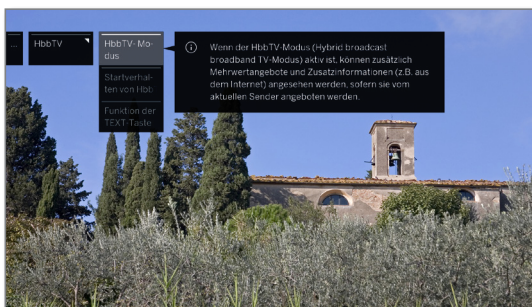 ...
HbbTV
HbbTV- Mo-
dus
Startverhal-
ten von Hbb
Funktion der
TEXT-Taste
Wenn der HbbTV-Modus (Hybrid broadcast
broadband TV-Modus) aktiv ist, können zusätzlich
Mehrwertangebote und Zusatzinformationen (z.B. aus
dem Internet) angesehen werden, sofern sie vom
aktuellen Sender angeboten werden.